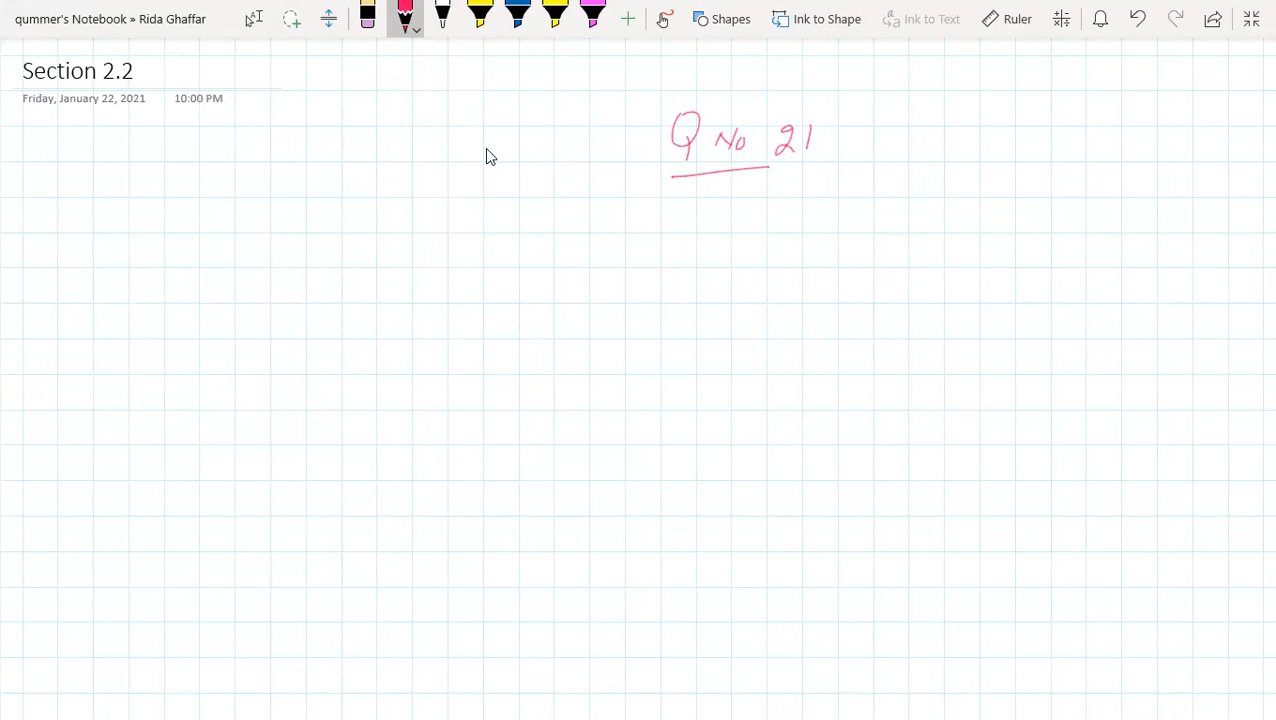 qummer's Notebook » Rida Ghaffar Shapes Ink to Shape Ink to Text Ruler
Section 2.2
Friday, January 22, 2021 10:00 PM
Q No 21